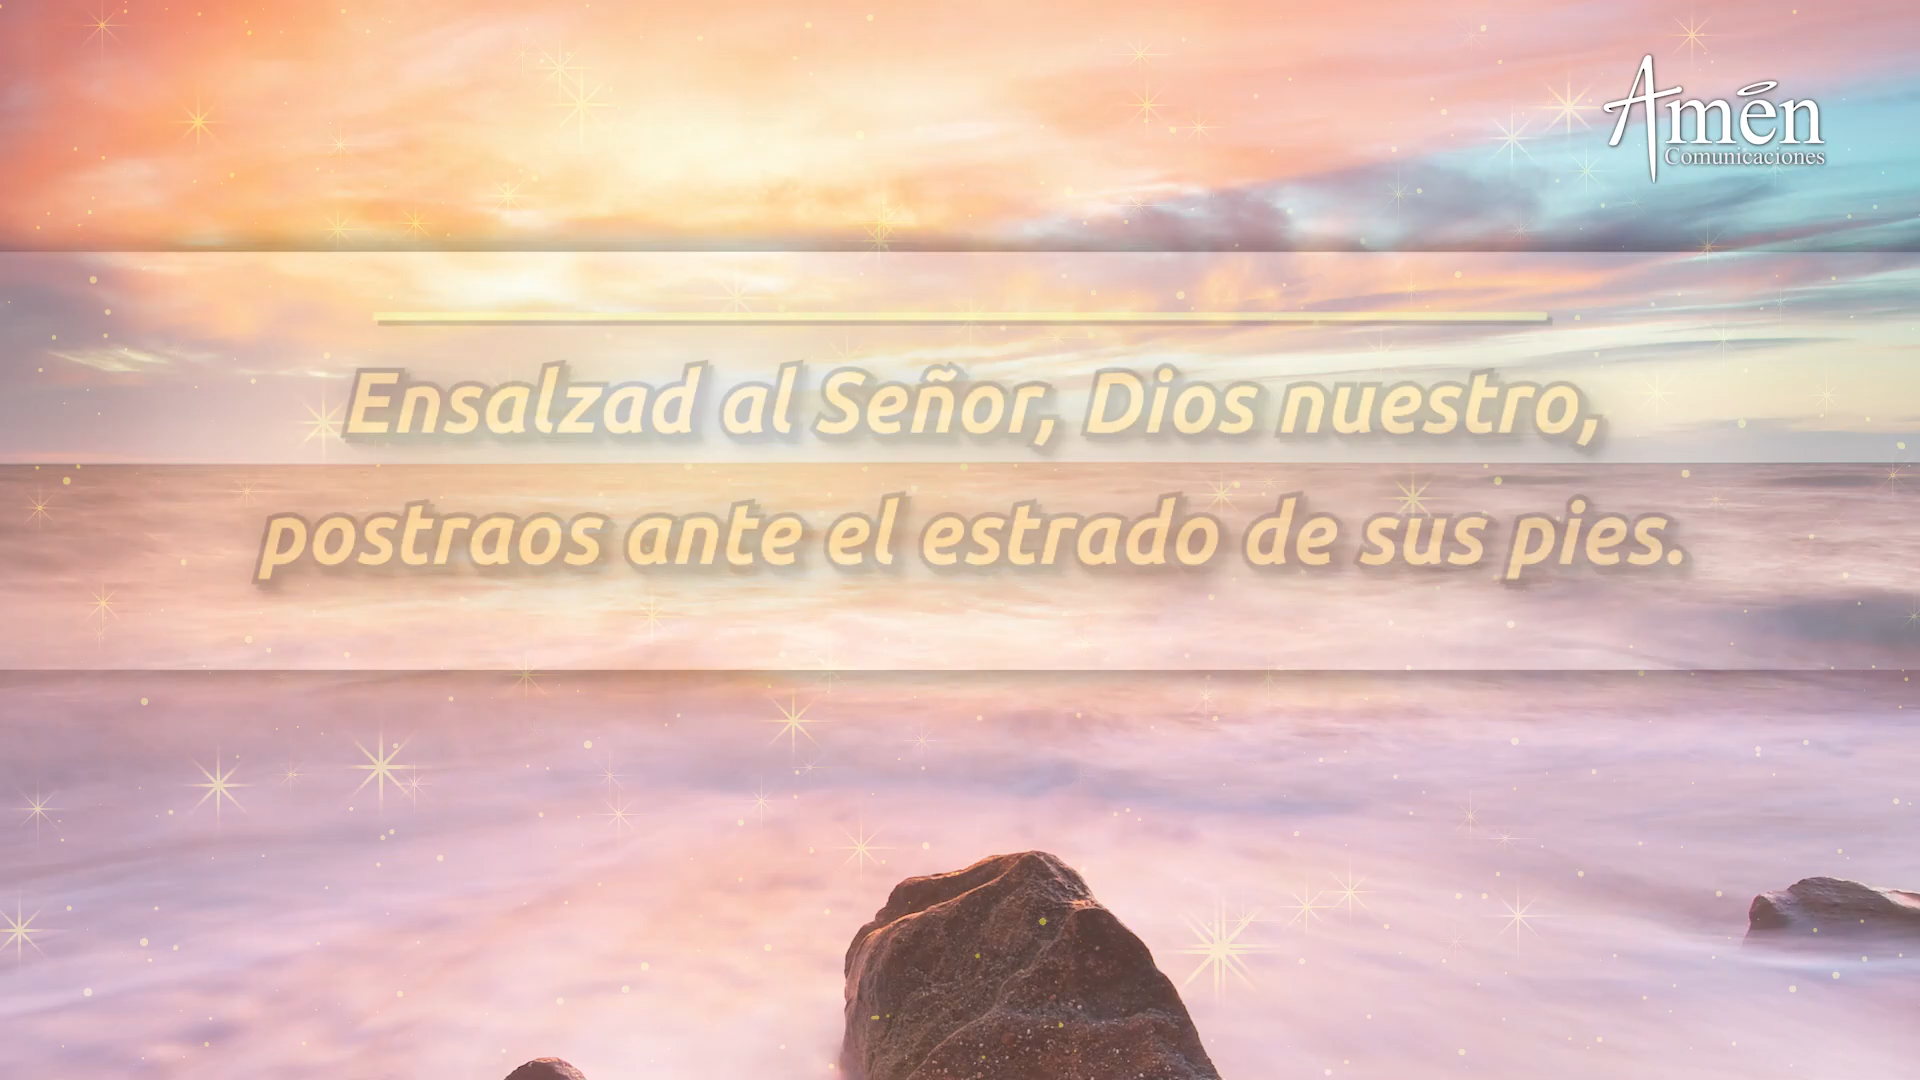 Amén
Comunicaciones
Ensalzad al Señor, Dios nuestro,
postraos ante el estrado de sus pies.